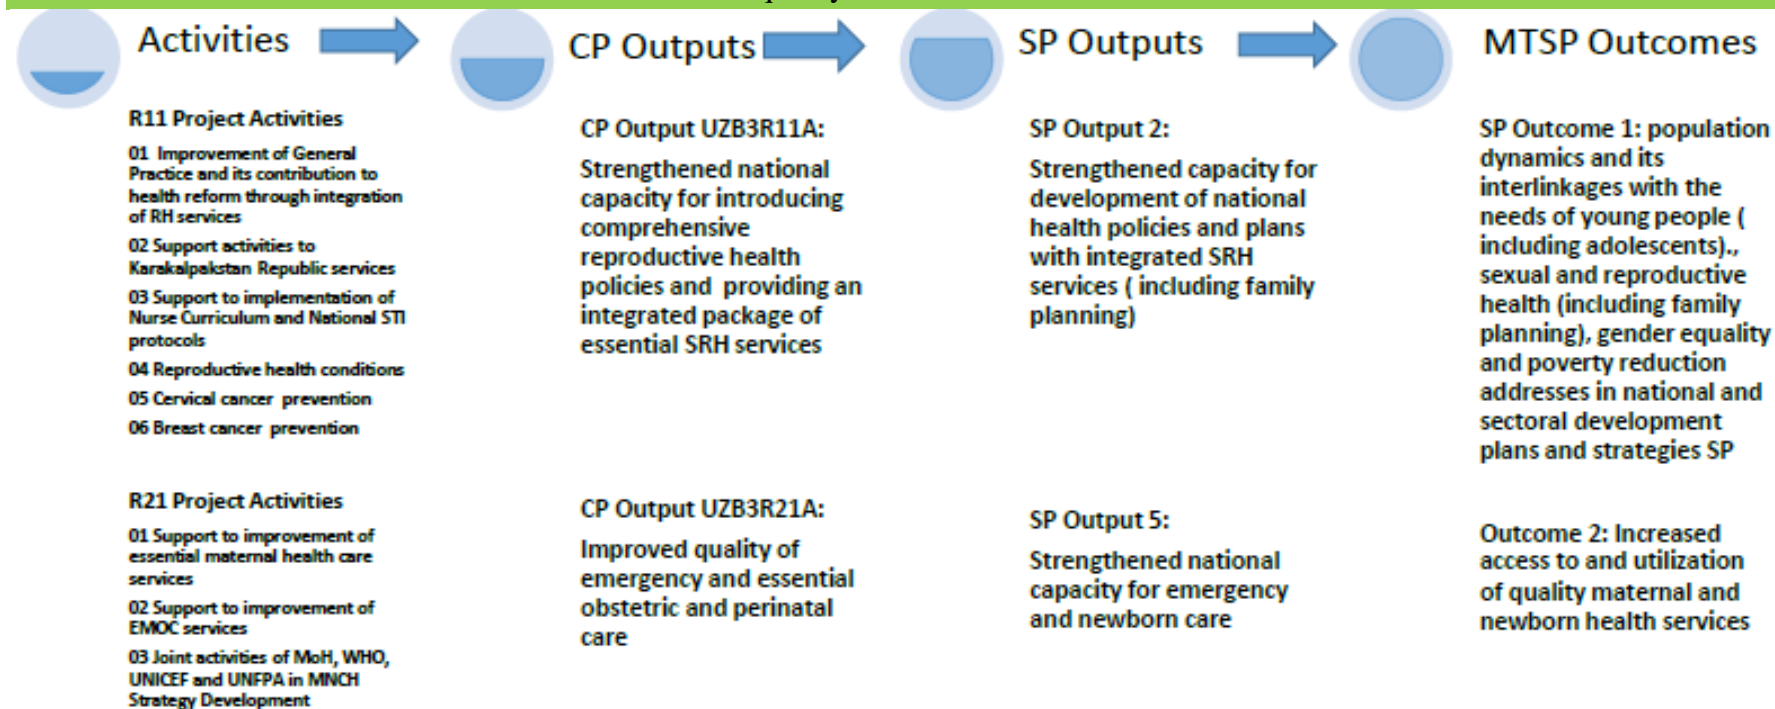 Activities
CP Outputs
SP Outputs
MTSP Outcomes
R11 Project Activities
01 Improvement of General
Practice and its contribution to
health reform through integration
of RH services
02 Support activities to
Karakalpakstan Republic services
03 Support to implementation of
Nurse Curriculum and National STI
protocols
04 Reproductive health conditions
05 Cervical cancer prevention
06 Breast cancer prevention
R21 Project Activities
01 Support to improvement of
essential maternal health care
services
02 Support to improvement of
EMOC services
03 Joint activities of MoH, WHO,
UNICEF and UNFPA in MNCH
Strategy Development
CP Output UZB3R11A:
Strengthened national
capacity for introducing
comprehensive
reproductive health
policies and providing an
integrated package of
essential SRH services
CP Output UZB3R21A:
Improved quality of
emergency and essential
obstetric and perinatal
care
SP Output 2:
Strengthened capacity for
development of national
health policies and plans
with integrated SRH
services ( including family
planning)
SP Output 5:
Strengthened national
capacity for emergency
and newborn care
SP Outcome 1: population
dynamics and its
interlinkages with the
needs of young people (
including adolescents).,
sexual and reproductive
health (including family
planning), gender equality
and poverty reduction
addresses in national and
sectoral development
plans and strategies SP
Outcome 2: Increased
access to and utilization
of quality maternal and
newborn health services